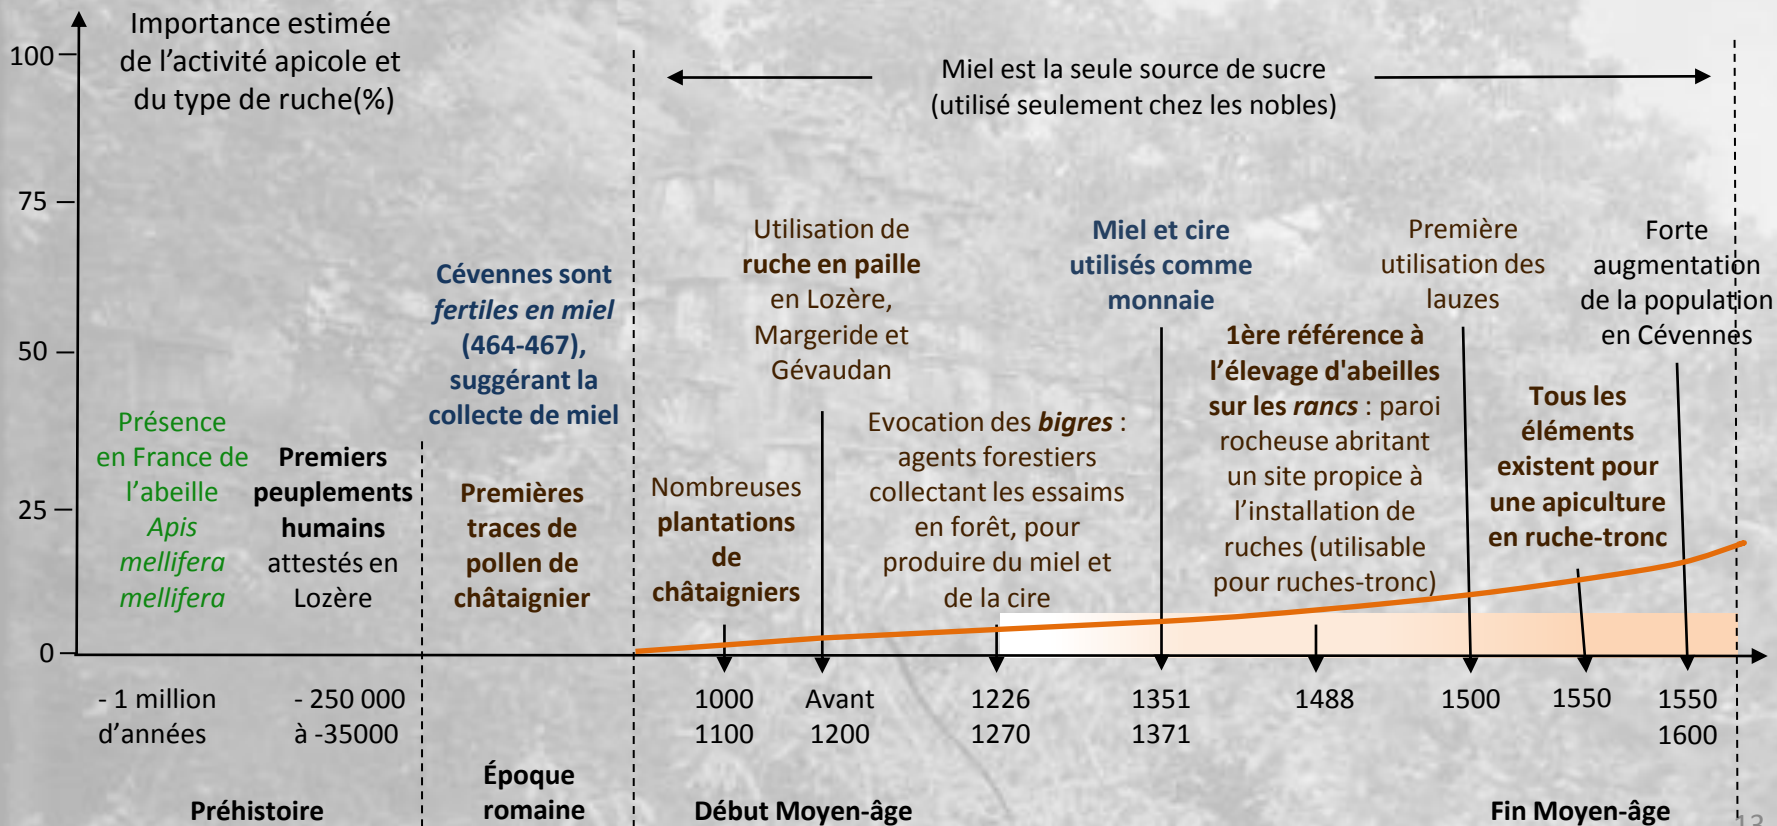 Importance estimée
de l’activité apicole et
du type de ruche(%)
100
75
50
25
0
Miel est la seule source de sucre
(utilisé seulement chez les nobles)
Présence
en France de
l’abeille
Apis
mellifera
mellifera
Premiers
peuplements
humains
attestés en
Lozère
Cévennes sont
fertiles en miel
(464-467),
suggérant la
collecte de miel
Premières
traces de
pollen de
châtaignier
Nombreuses
plantations
de
châtaigniers
Utilisation de
ruche en paille
en Lozère,
Margeride et
Gévaudan
Evocation des bigres :
agents forestiers
collectant les essaims
en forêt, pour
produire du miel et
de la cire
Miel et cire
utilisés comme
monnaie
1ère référence à
l’élevage d'abeilles
sur les rancs : paroi
rocheuse abritant
un site propice à
l’installation de
ruches (utilisable
pour ruches-tronc)
Première
utilisation des
lauzes
Tous les
éléments
existent pour
une apiculture
en ruche-tronc
Forte
augmentation
de la population
en Cévennes
- 1 million
d’années
- 250 000
à -35000
1000
1100
Avant
1200
1226
1270
1351
1371
1488
1500
1550
1550
1600
Préhistoire
Époque
romaine
Début Moyen-âge
Fin Moyen-âge
13